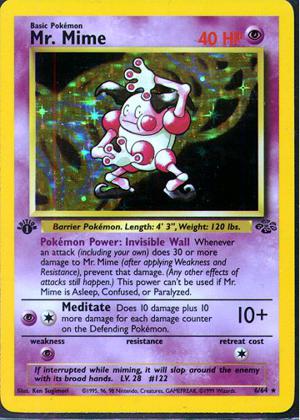 Basic Pokémon
Mr. Mime
40 HP
Barrier Pokémon. Length: 4' 3", Weight: 120 lbs.
Pokémon Power: Invisible Wall Whenever
an attack (including your own) does 30 or more
damage to Mr. Mime (after applying Weakness and
Resistance), prevent that damage. (Any other effects of
attacks still happen.) This power can't be used if Mr.
Mime is Asleep, Confused, or Paralyzed.
Meditate Does 10 damage plus 10
more damage for each damage counter
on the Defending Pokémon.
10+
weakness
resistance
retreat cost
If interrupted while miming, it will slap around the enemy
with its broad hands. LV. 28 #122
Illus. Ken Sugimori
©1995, 96, 98 Nintendo, Creatures, GAMEFREAK. ©1999 Wizards.
6/64